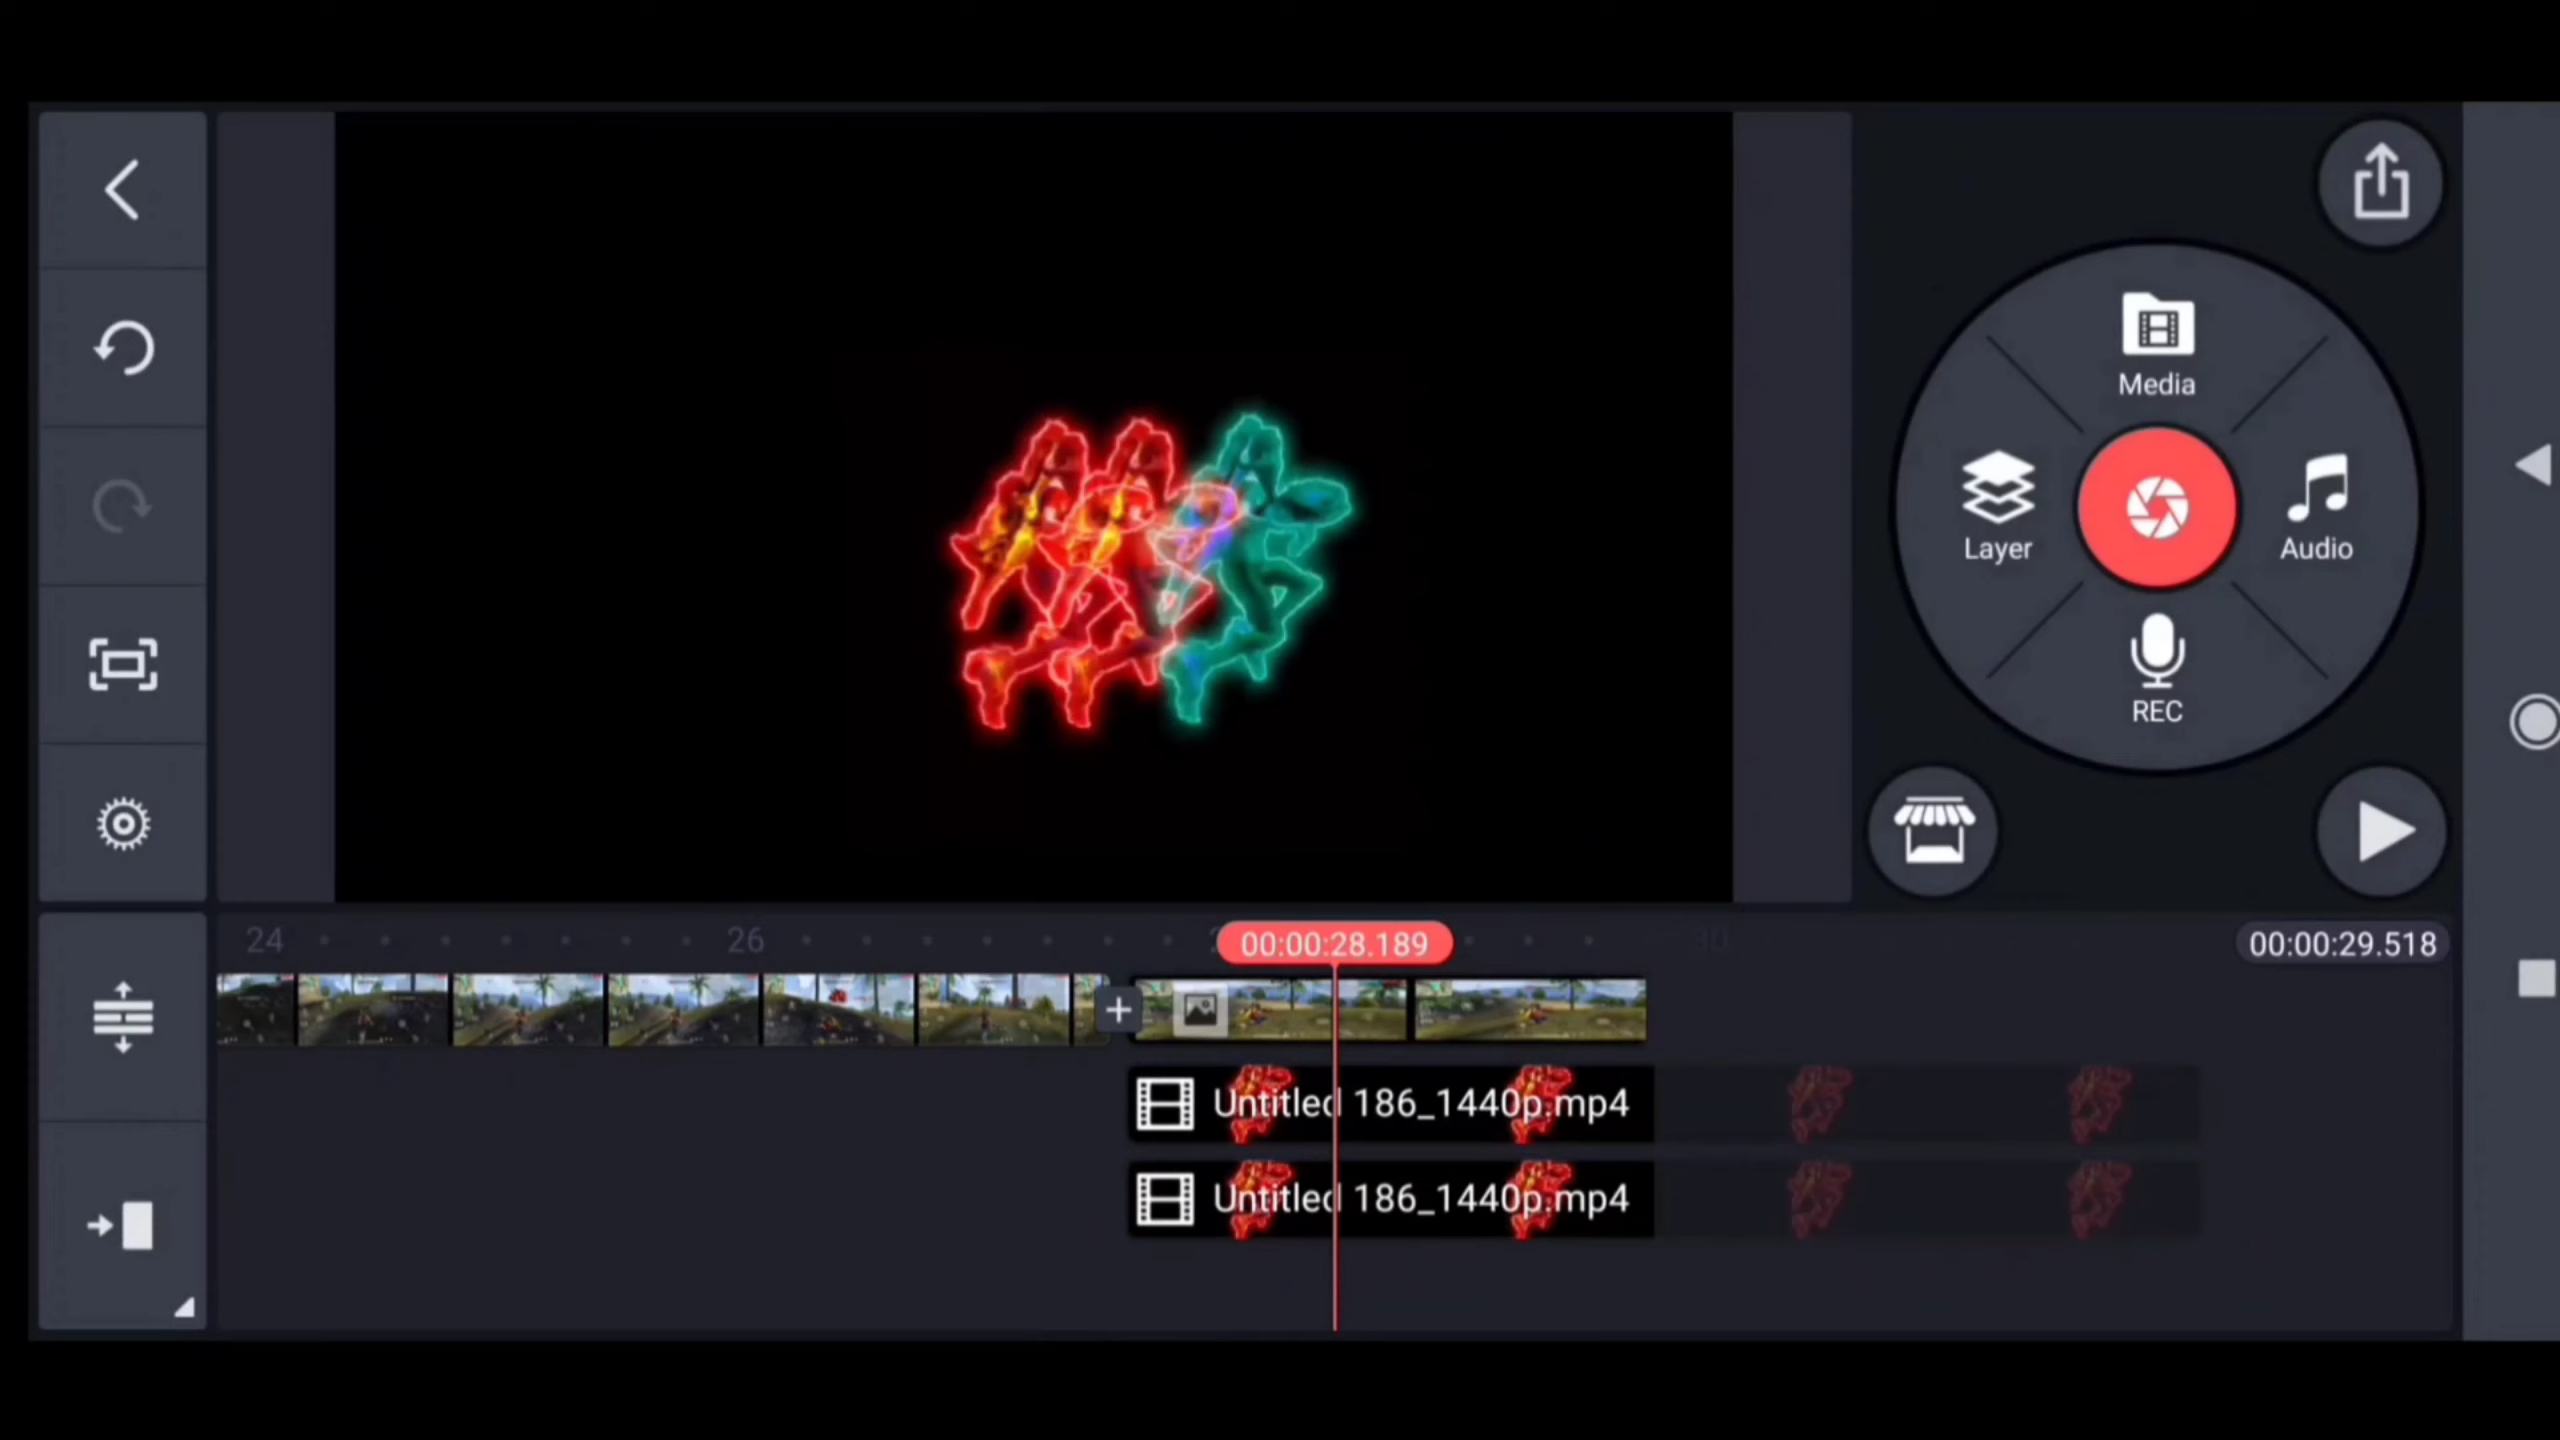 Media
Layer
Audio
REC
24
26
00:00:28.189
30
00:00:29.518
Untitled 186_1440p.mp4
Untitled 186_1440p.mp4